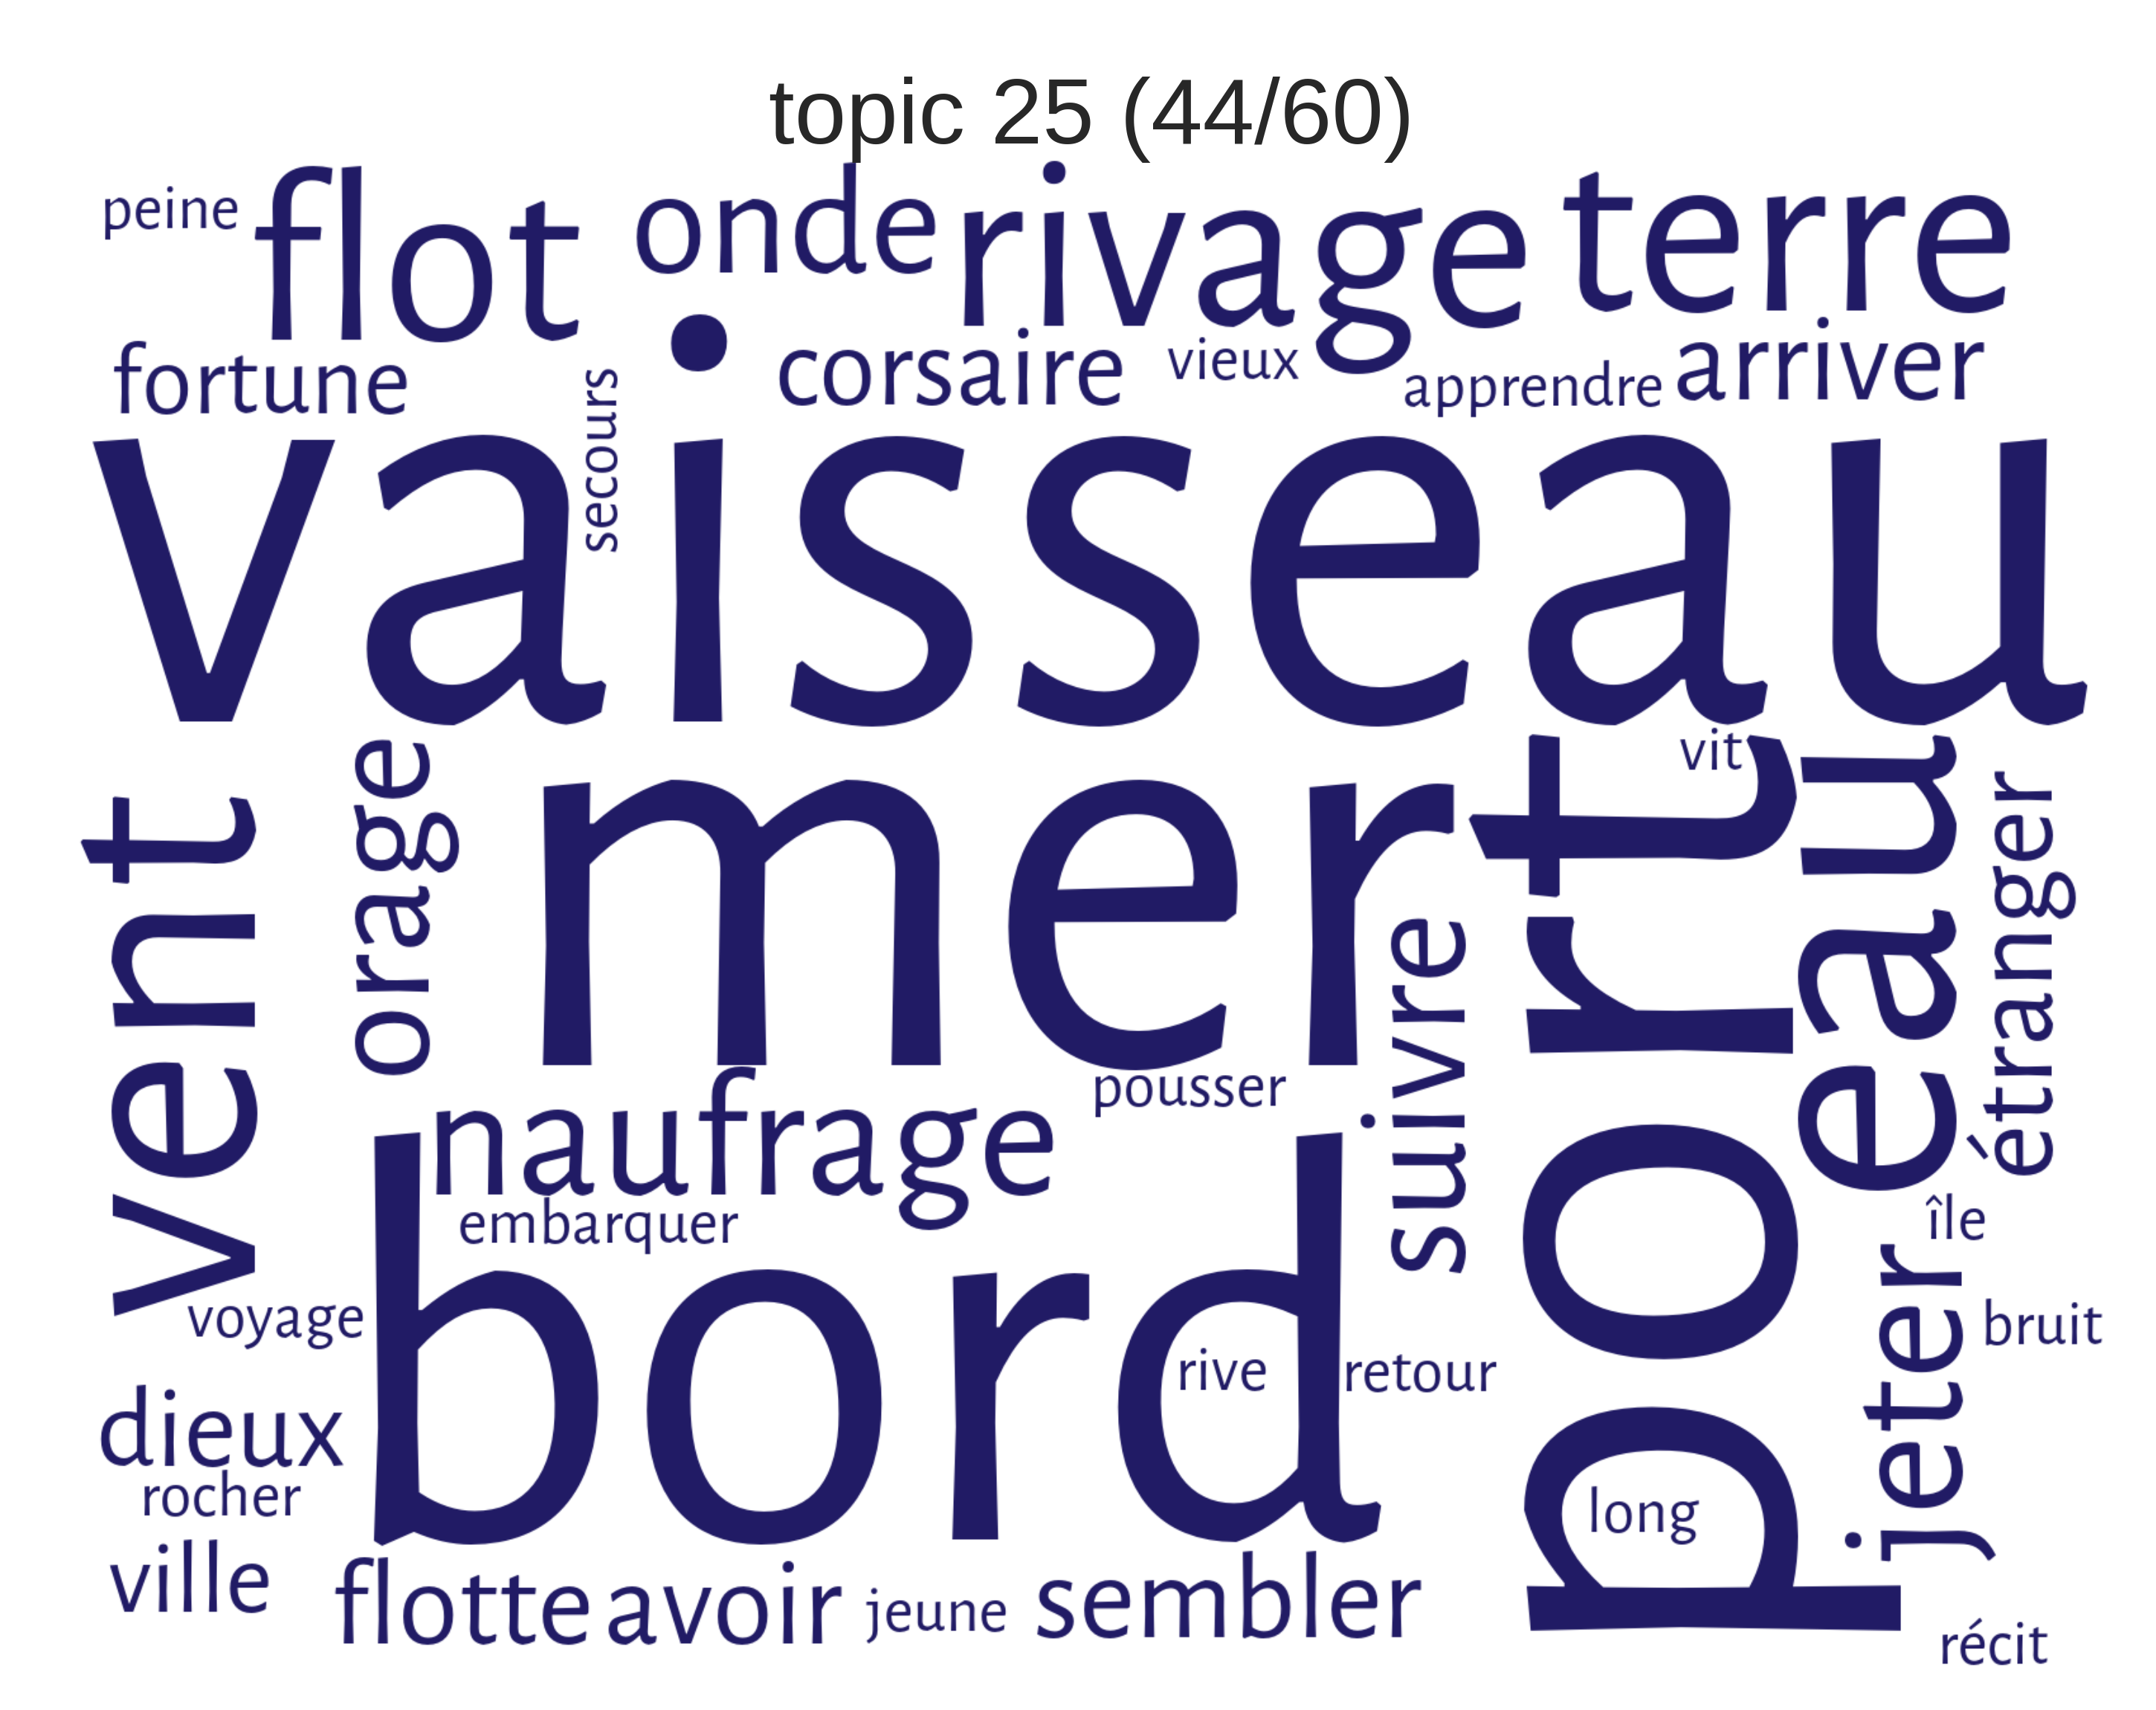 topic 25 (44/60)
peine flot onde rivage terre
fortune secours corsaire vieux apprendre arriver
vaisseau
vent orage mer suivre port vit eau étranger
naufrage pousser
embarquer île
voyage bord rive retour jeter bruit
dieux
rocher long
ville flotte avoir jeune sembler
récit